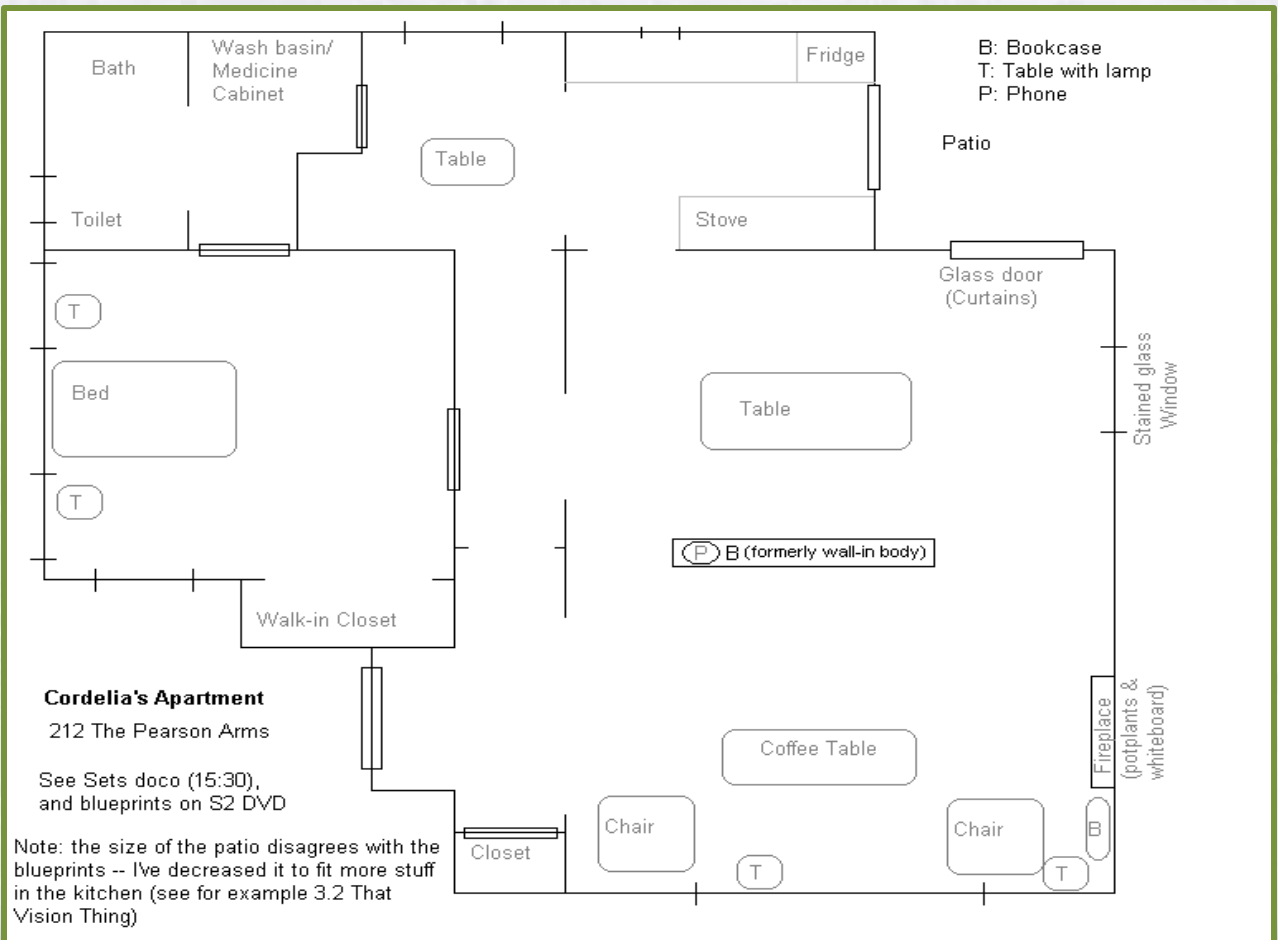 Bath
Wash basin/
Medicine
Cabinet
Fridge
B: Bookcase
T: Table with lamp
P: Phone
Patio
Table
Toilet
Stove
Glass door
(Curtains)
T
Stained glass
Window
Bed
Table
T
P B (formerly wall-in body)
Walk-in Closet
Cordelia's Apartment
212 The Pearson Arms
See Sets doco (15:30),
and blueprints on S2 DVD
Note: the size of the patio disagrees with the
blueprints -- I've decreased it to fit more stuff
in the kitchen (see for example 3.2 That
Vision Thing)
Fireplace
(potplants &
whiteboard)
Coffee Table
Chair
Chair
B
Closet
T
T